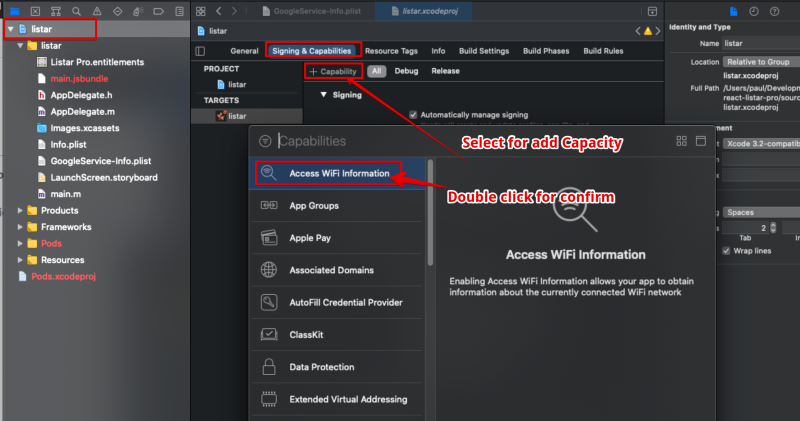 GoogleService-Info.plist
listar.xcodeproj
listar
listar
Listar Pro.entitlements
main.jsbundle
AppDelegate.h
AppDelegate.m
Images.xcassets
Info.plist
GoogleService-Info.plist
LaunchScreen.storyboard
main.m
Products
Frameworks
Pods
Resources
Pods.xcodeproj
listar
General
Signing & Capabilities
Resource Tags
Info
Build Settings
Build Phases
Build Rules
PROJECT
listar
TARGETS
listar
+ Capability
All
Debug
Release
Signing
Automatically manage signing
Capabilities
Select for add Capacity
Double click for confirm
Access WiFi Information
App Groups
Apple Pay
Associated Domains
AutoFill Credential Provider
ClassKit
Data Protection
Extended Virtual Addressing
Access WiFi Information
Enabling Access WiFi Information allows your app to obtain
information about the currently connected WiFi network
Identity and Type
Name listar
Location Relative to Group
listar.xcodeproj
Full Path /Users/paul/Develop
react-listar-pro/sour
listar.xcodeproj
Xcode 3.2-compatib
Spaces
2
Tab
Wrap lines